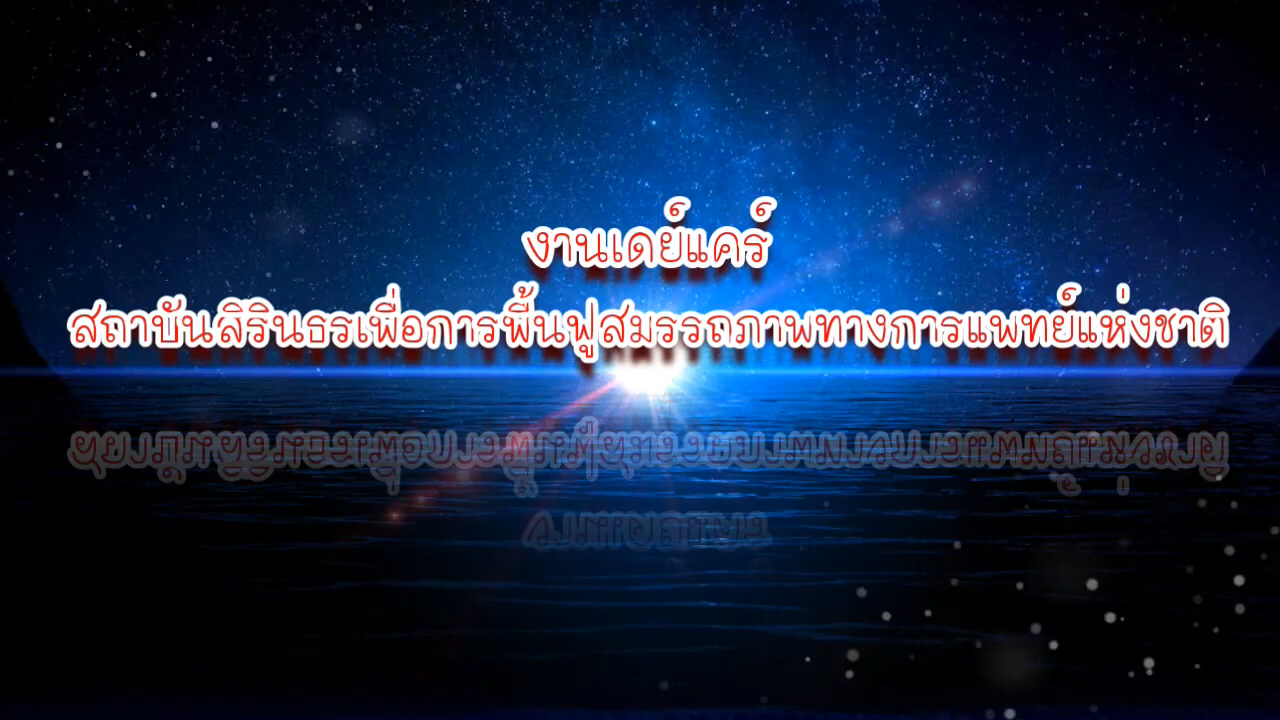 งานเดย์แคร์
สถาบันสิรินธรเพื่อการพื้นฟูสมรรถภาพทางการแพทย์แห่งชาติ